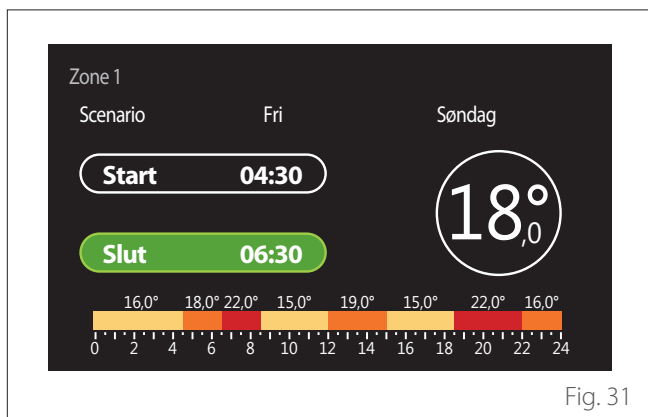 Zone 1
Scenario Fri Søndag
Start 04:30
18°,0
Slut 06:30
16,0° 18,0° 22,0° 15,0° 19,0° 15,0° 22,0° 16,0°
0 2 4 6 8 10 12 14 16 18 20 22 24
Fig. 31